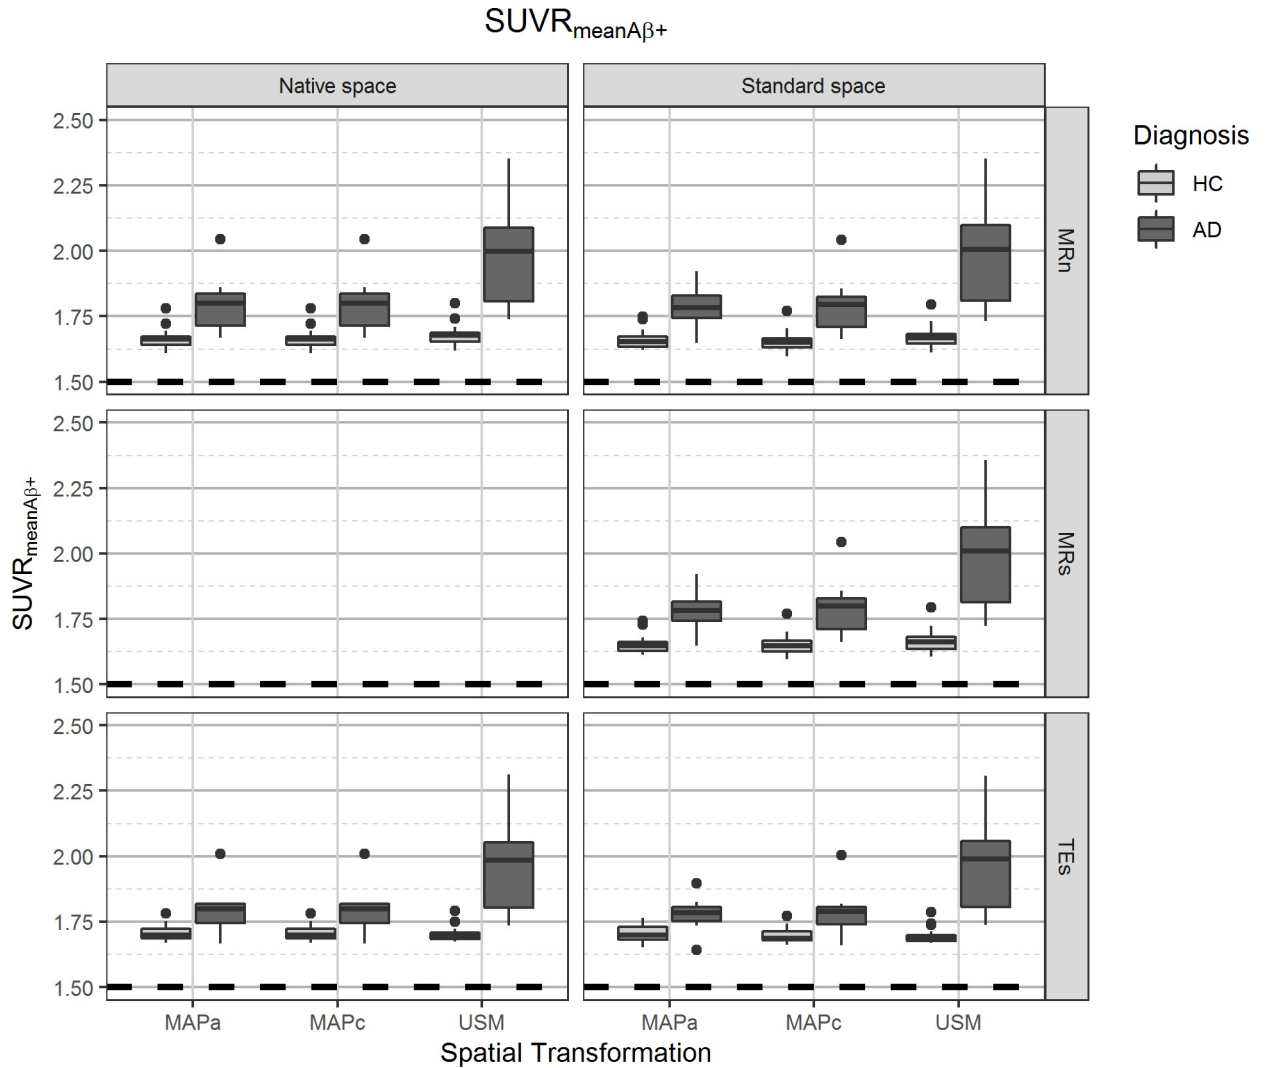 SUVRmeanAβ+
Native space
Standard space
2.50
2.25
2.00
1.75
1.50
MRn
2.50
2.25
2.00
1.75
1.50
MRs
2.50
2.25
2.00
1.75
1.50
TEs
SUVRmeanAβ+
MAPa MAPc USM
MAPa MAPc USM
Spatial Transformation
Diagnosis
HC
AD